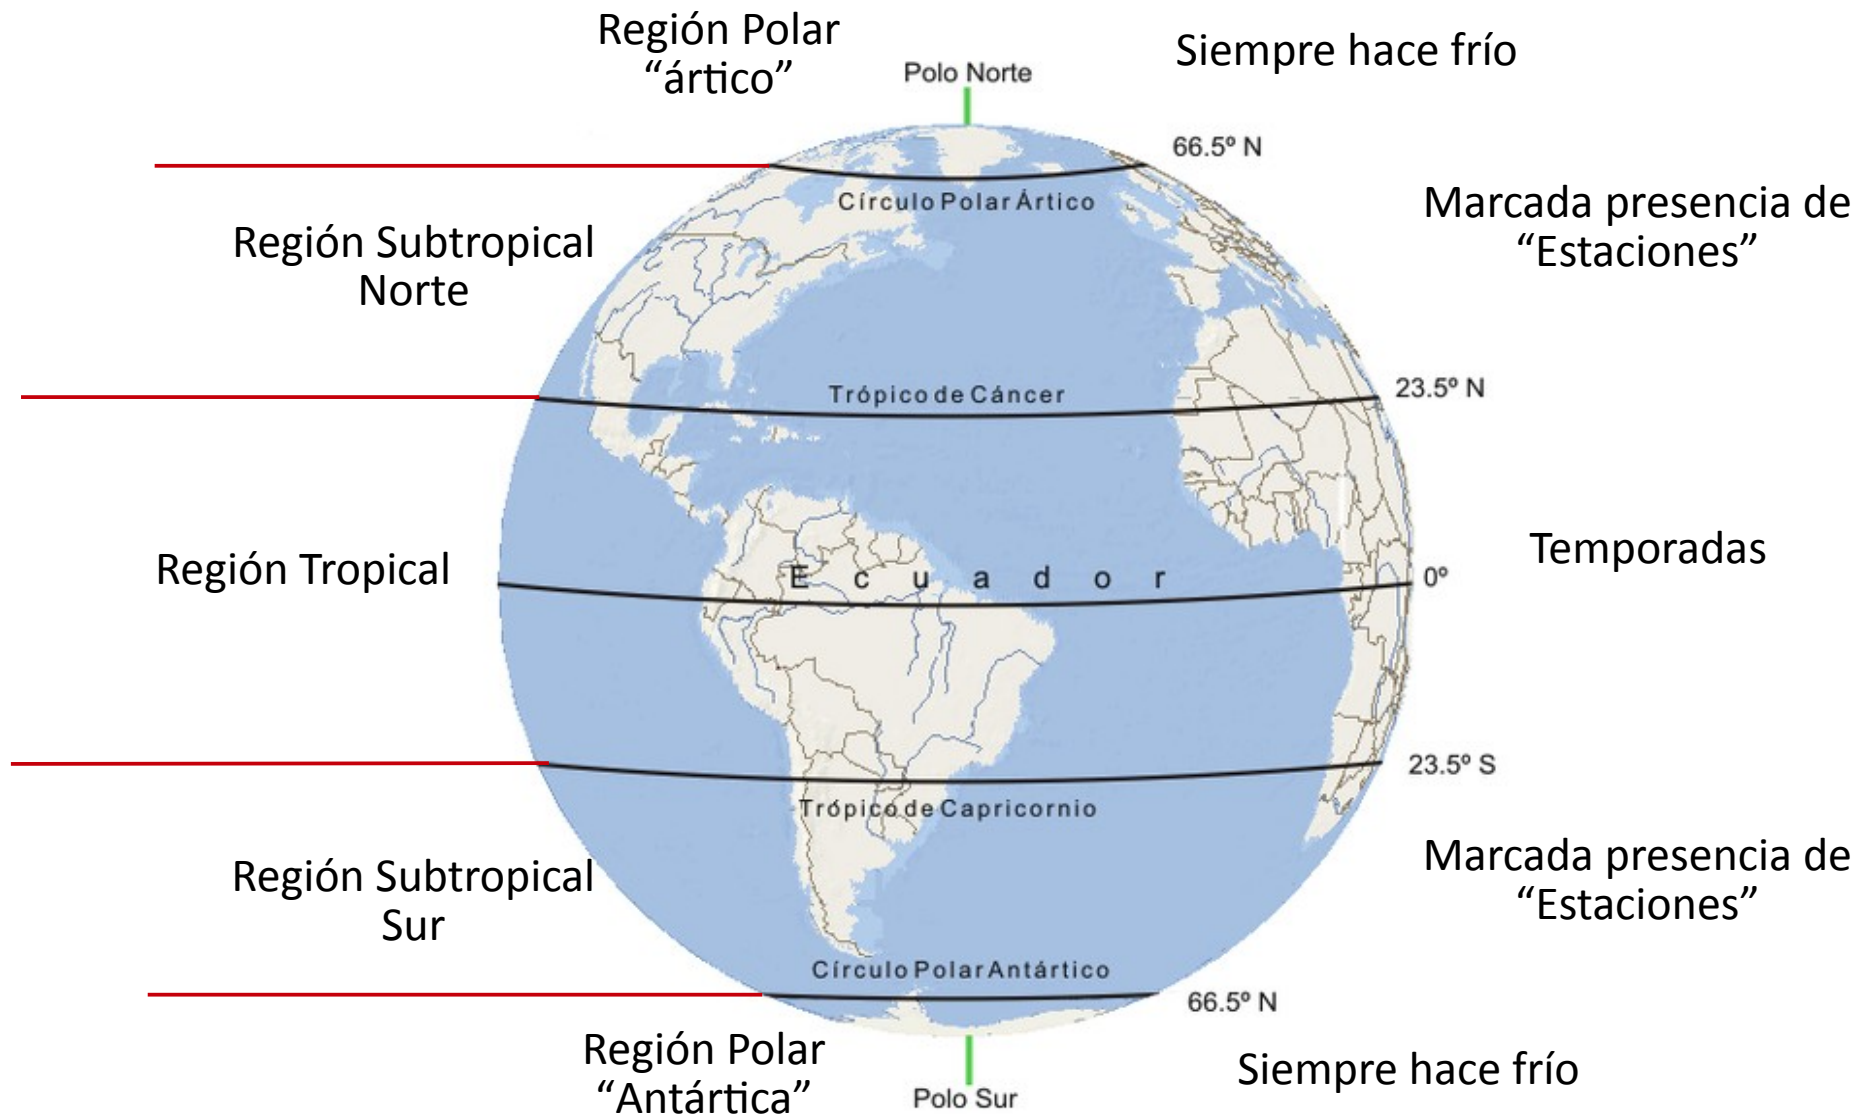 Región Polar
“ártico”
Polo Norte
Siempre hace frío
66.5º N
Círculo Polar Ártico
Marcada presencia de
“Estaciones”
Región Subtropical
Norte
23.5º N
Trópico de Cáncer
Región Tropical
Ecuador
0º
Temporadas
23.5º S
Trópico de Capricornio
Región Subtropical
Sur
Marcada presencia de
“Estaciones”
Círculo Polar Antártico
66.5º N
Región Polar
“Antártica”
Polo Sur
Siempre hace frío